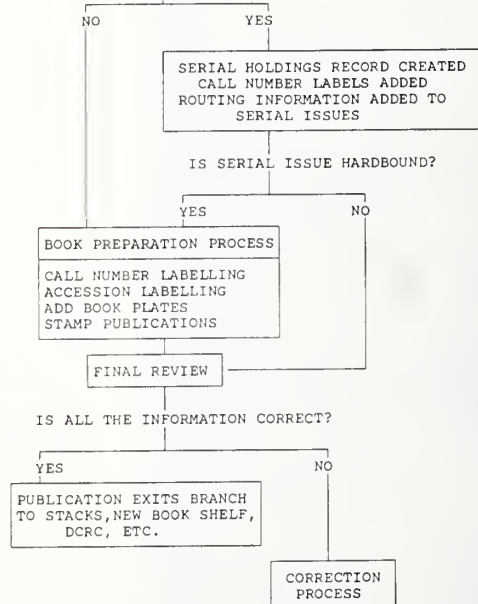 NO YES
SERIAL HOLDINGS RECORD CREATED
CALL NUMBER LABELS ADDED
ROUTING INFORMATION ADDED TO
SERIAL ISSUES
IS SERIAL ISSUE HARDBOUND?
YES NO
BOOK PREPARATION PROCESS
CALL NUMBER LABELLING
ACCESSION LABELLING
ADD BOOK PLATES
STAMP PUBLICATIONS
FINAL REVIEW
IS ALL THE INFORMATION CORRECT?
YES NO
PUBLICATION EXITS BRANCH
TO STACKS,NEW BOOK SHELF,
DCRC, ETC.
CORRECTION
PROCESS